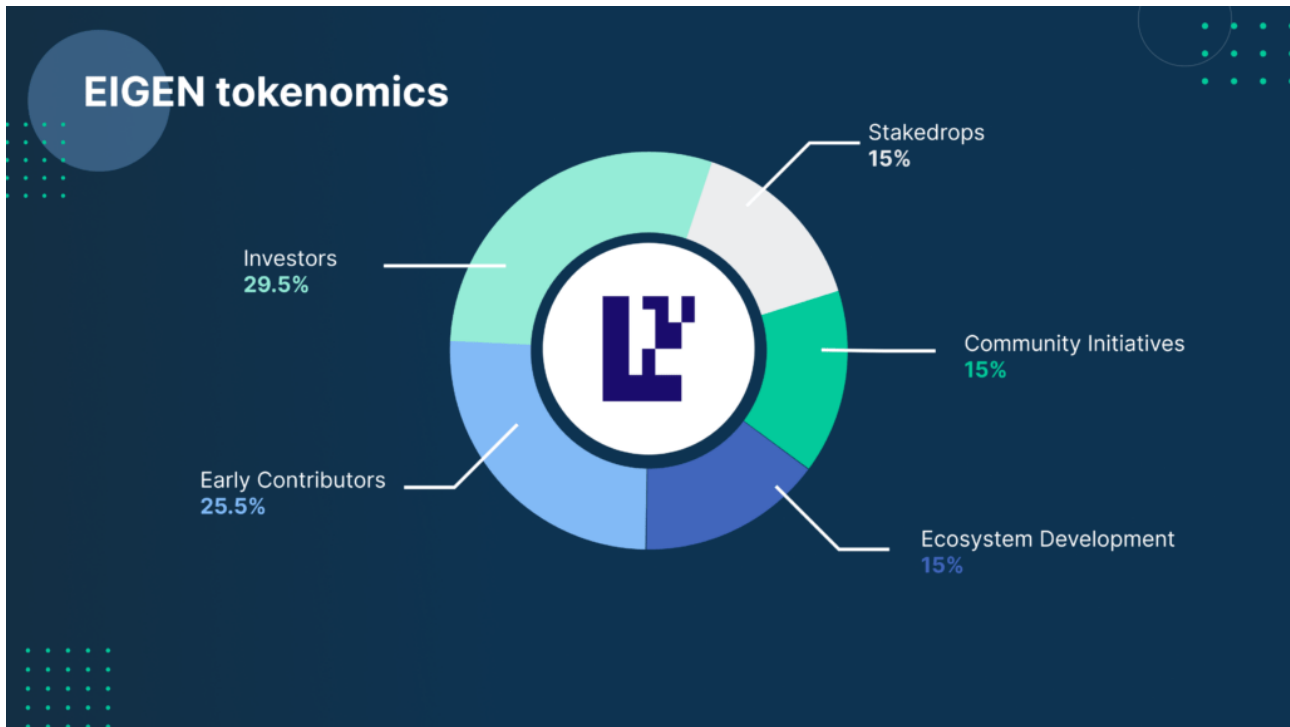 EIGEN tokenomics
Stakedrops
15%
Investors
29.5%
Community Initiatives
15%
Early Contributors
25.5%
Ecosystem Development
15%